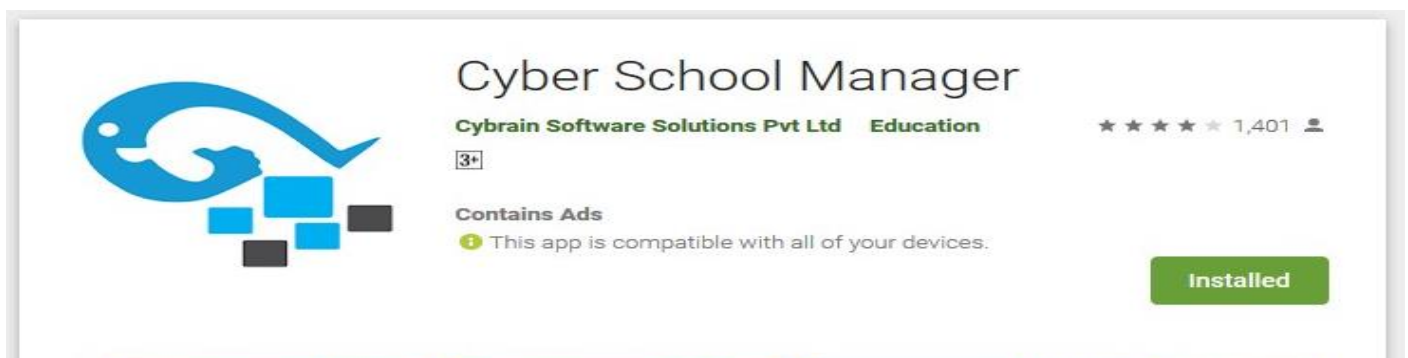 Cyber School Manager
Cybrain Software Solutions Pvt Ltd Education 1,401
3+
Contains Ads
This app is compatible with all of your devices.
Installed